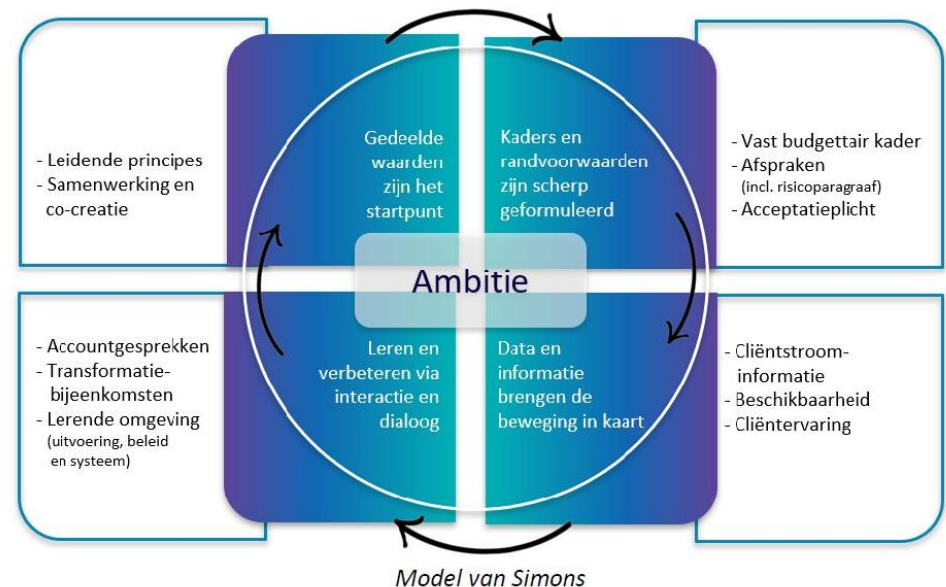 - Leidende principes
- Samenwerking en
co-creatie
Gedeelde
waarden
zijn het
startpunt
Kaders en
randvoorwaarden
zijn scherp
geformuleerd
- Vast budgettair kader
- Afspraken
(incl. risicoparagraaf)
- Acceptatieplicht
Ambitie
- Accountgesprekken
- Transformatie-
bijeenkomsten
- Lerende omgeving
(uitvoering, beleid
en systeem)
Leren en
verbeteren via
interactie en
dialoog
Data en
informatie
brengen de
beweging in kaart
- Cliëntstroom-
informatie
- Beschikbaarheid
- Cliëntervaring
Model van Simons